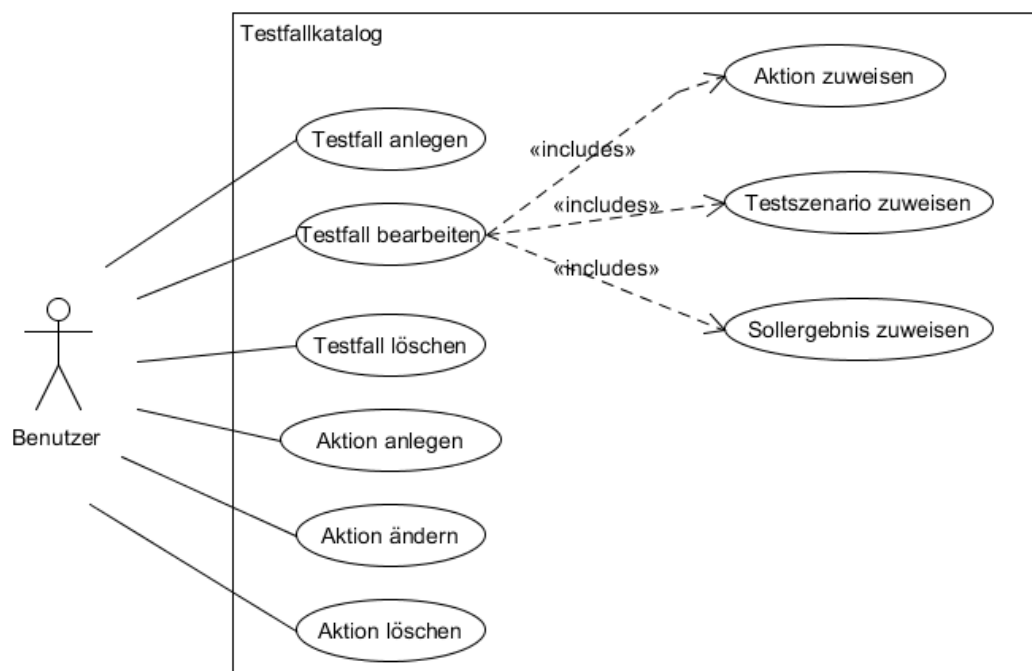 Testfallkatalog
Aktion zuweisen
Testfall anlegen
«includes»
Testszenario zuweisen
«includes»
Testfall bearbeiten
«includes»
Sollergebnis zuweisen
Testfall löschen
Benutzer
Aktion anlegen
Aktion ändern
Aktion löschen